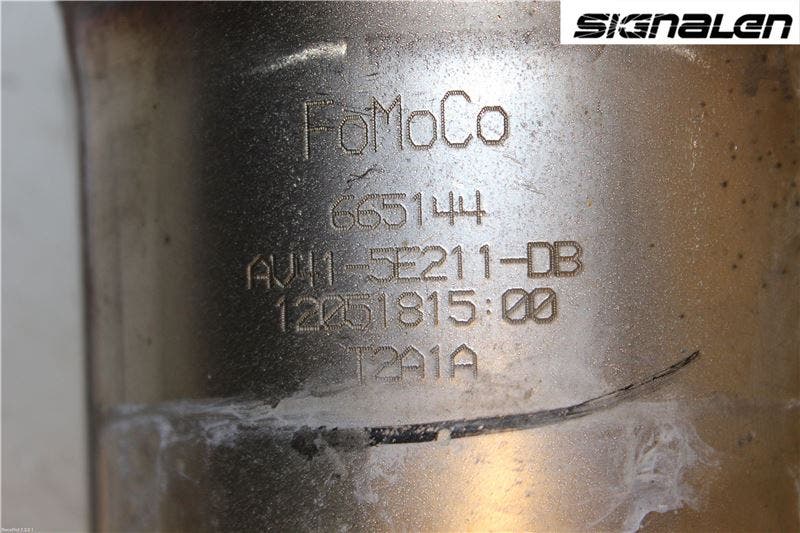 SIGNALEN
FoMoCo
665144
AV41-5E211-DB
12051815:00
T2A1A